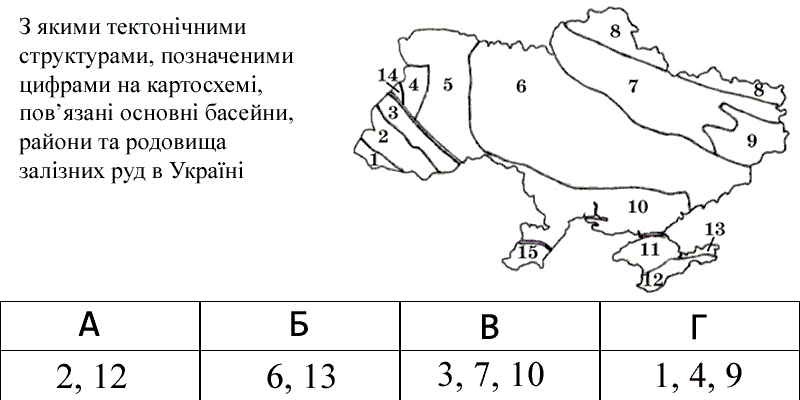 З якими тектонічними
структурами, позначеними
цифрами на картосхемі,
пов’язані основні басейни,
райони та родовища
залізних руд в Україні
8
14
4
5
6
7
8
3
9
2
1
10
13
11
15
12
А Б В Г
2, 12 6, 13 3, 7, 10 1, 4, 9